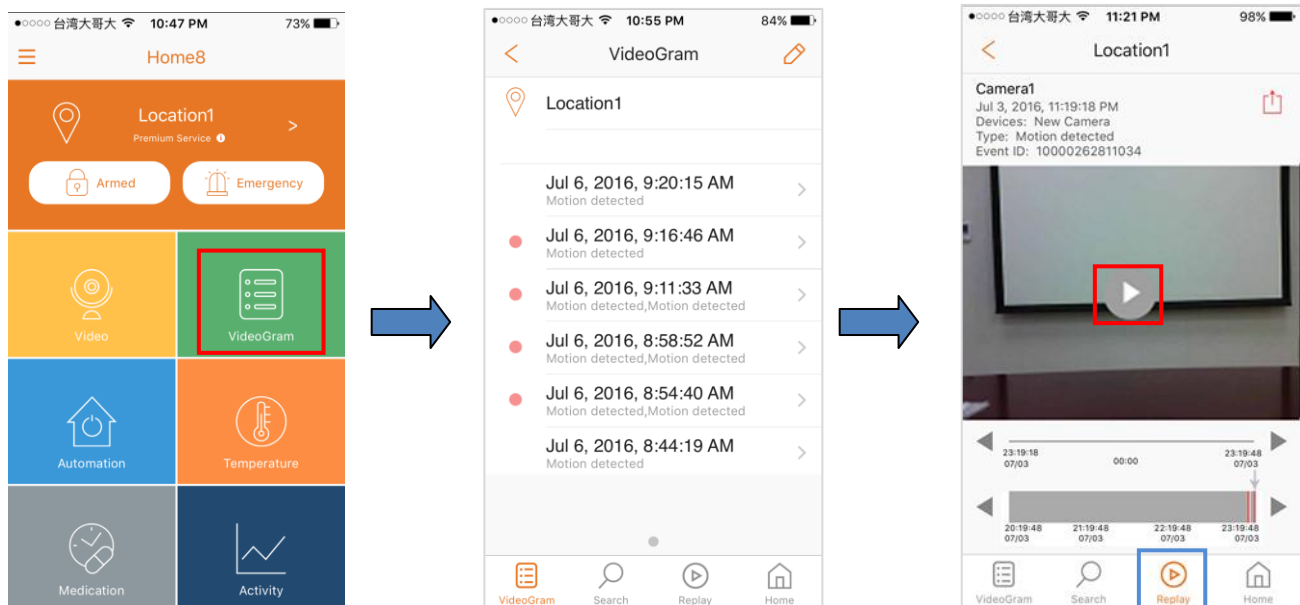 台湾大哥大 10:47 PM 73%
Home8
Location1
>
Premium Service
Armed
Emergency
Video
VideoGram
Automation
Temperature
Medication
Activity
台湾大哥大 10:55 PM 84%
VideoGram
Location1
Jul 6, 2016, 9:20:15 AM
Motion detected
Jul 6, 2016, 9:16:46 AM
Motion detected
Jul 6, 2016, 9:11:33 AM
Motion detected,Motion detected
Jul 6, 2016, 8:58:52 AM
Motion detected,Motion detected
Jul 6, 2016, 8:54:40 AM
Motion detected,Motion detected
Jul 6, 2016, 8:44:19 AM
Motion detected
VideoGram Search Replay Home
台湾大哥大 11:21 PM 98%
Location1
Camera1
Jul 3, 2016, 11:19:18 PM
Devices: New Camera
Type: Motion detected
Event ID: 10000262811034
23:19:18 00:00 23:19:48
07/03 07/03
20:19:48 21:19:48 22:19:48 23:19:48
07/03 07/03 07/03 07/03
VideoGram Search Replay Home